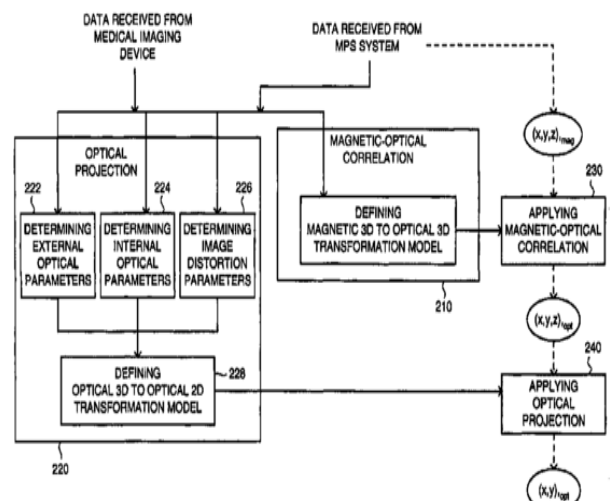 DATA RECEIVED FROM
MEDICAL IMAGING
DEVICE
DATA RECEIVED FROM
MPS SYSTEM
(x,y,z)'mag
OPTICAL
PROJECTION
MAGNETIC-OPTICAL
CORRELATION
222
224
226
230
DETERMINING
EXTERNAL
OPTICAL
PARAMETERS
DETERMINING
INTERNAL
OPTICAL
PARAMETERS
DETERMINING
IMAGE
DISTORTION
PARAMETERS
DEFINING
MAGNETIC 3D TO OPTICAL 3D
TRANSFORMATION MODEL
APPLYING
MAGNETIC-OPTICAL
CORRELATION
210
(x,y,z)'opt
DEFINING
OPTICAL 3D TO OPTICAL 2D
TRANSFORMATION MODEL
228
240
APPLYING
OPTICAL
PROJECTION
220
(x,y)'opt